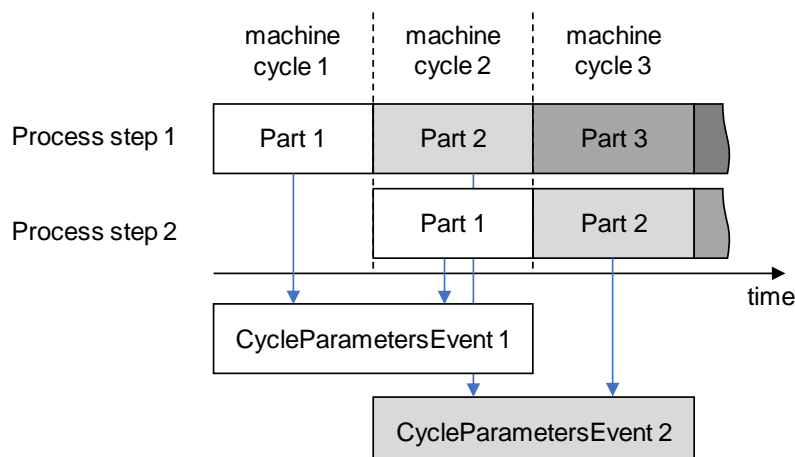 machine
cycle 1
machine
cycle 2
machine
cycle 3
Process step 1
Part 1
Part 2
Part 3
Process step 2
Part 1
Part 2
time
CycleParametersEvent 1
CycleParametersEvent 2